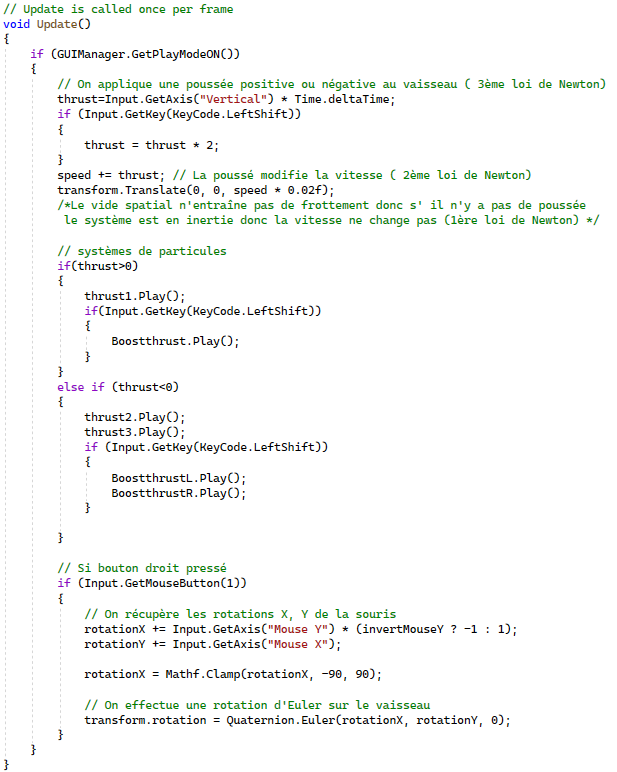 // Update is called once per frame
void Update()
{
if (GUIManager.GetPlayModeON())
{
// On applique une poussée positive ou négative au vaisseau ( 3ème loi de Newton)
thrust=Input.GetAxis("Vertical") * Time.deltaTime;
if (Input.GetKey(KeyCode.LeftShift))
{
thrust = thrust * 2;
}
speed += thrust; // La poussé modifie la vitesse ( 2ème loi de Newton)
transform.Translate(0, 0, speed * 0.02f);
/*Le vide spatial n'entraîne pas de frottement donc s' il n'y a pas de poussée
le système est en inertie donc la vitesse ne change pas (1ère loi de Newton) */
// systèmes de particules
if(thrust>0)
{
thrust1.Play();
if(Input.GetKey(KeyCode.LeftShift))
{
Boostthrust.Play();
}
}
else if (thrust<0)
{
thrust2.Play();
thrust3.Play();
if (Input.GetKey(KeyCode.LeftShift))
{
BoostthrustL.Play();
BoostthrustR.Play();
}
}
// Si bouton droit pressé
if (Input.GetMouseButton(1))
{
// On récupère les rotations X, Y de la souris
rotationX += Input.GetAxis("Mouse Y") * (invertMouseY ? -1 : 1);
rotationY += Input.GetAxis("Mouse X");
rotationX = Mathf.Clamp(rotationX, -90, 90);
// On effectue une rotation d'Euler sur le vaisseau
transform.rotation = Quaternion.Euler(rotationX, rotationY, 0);
}
}
}